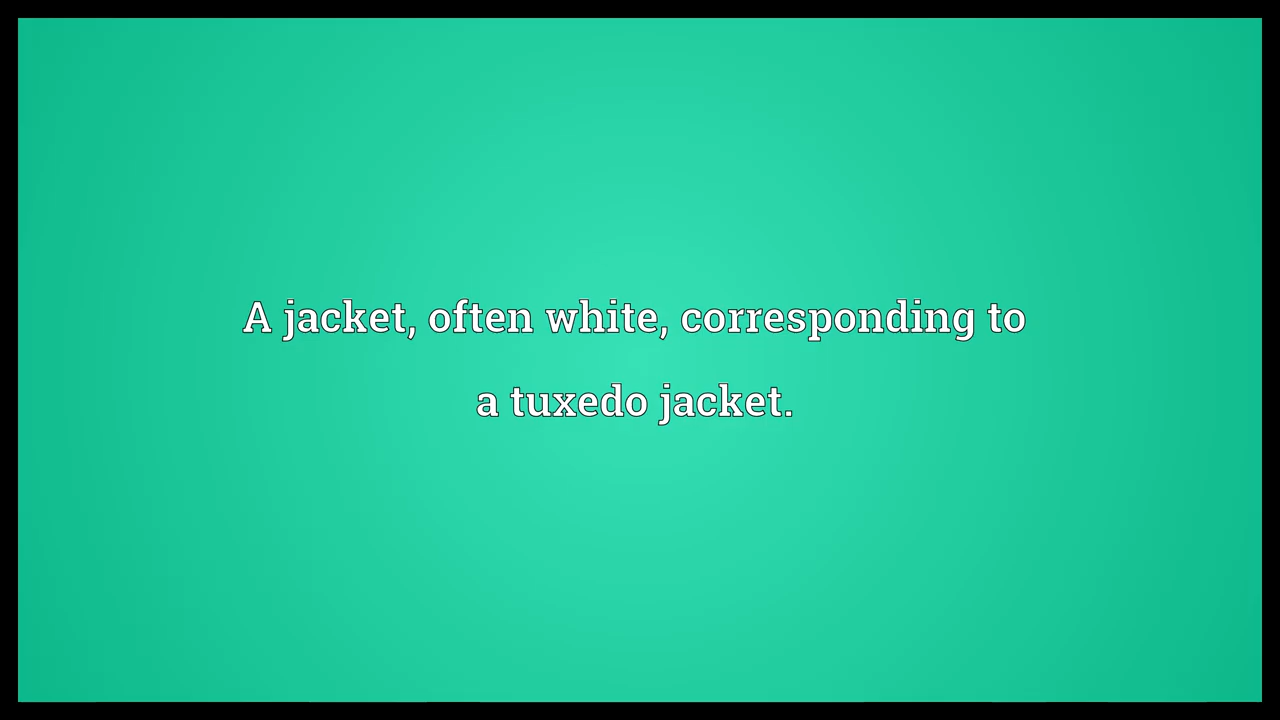 A jacket, often white, corresponding to
a tuxedo jacket.